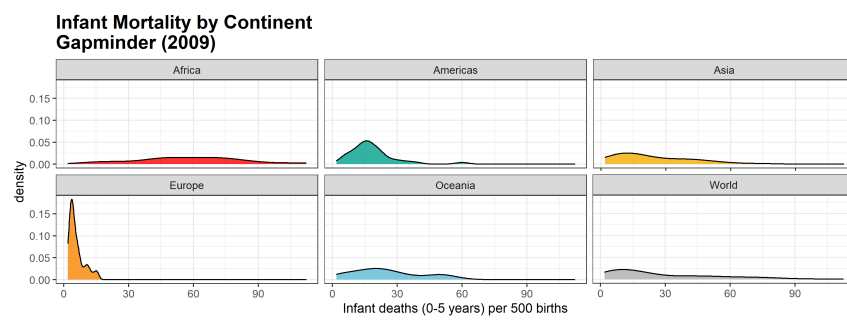 Infant Mortality by Continent
Gapminder (2009)
Africa
Americas
Asia
0.15
0.10
0.05
0.00
density
Europe
Oceania
World
0.15
0.10
0.05
0.00
0 30 60 90
0 30 60 90
0 30 60 90
Infant deaths (0-5 years) per 500 births